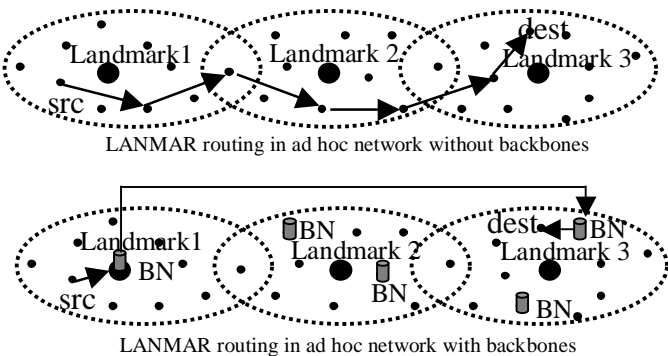 dest
Landmark1
Landmark 2
Landmark 3
src
LANMAR routing in ad hoc network without backbones
BN
dest
BN
Landmark1
Landmark 2
Landmark 3
BN
BN
src
BN
LANMAR routing in ad hoc network with backbones